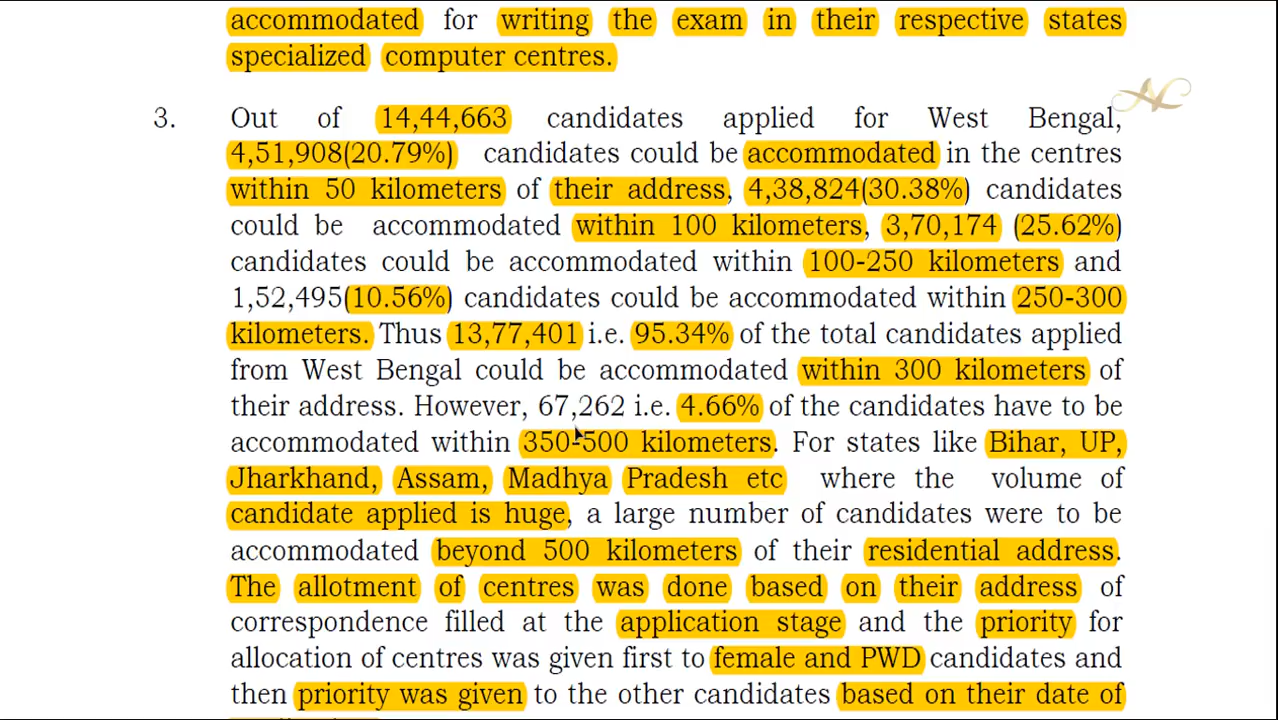 accommodated for writing the exam in their respective states
specialized computer centres.
3. Out of 14,44,663 candidates applied for West Bengal,
4,51,908(20.79%) candidates could be accommodated in the centres
within 50 kilometers of their address, 4,38,824(30.38%) candidates
could be accommodated within 100 kilometers, 3,70,174 (25.62%)
candidates could be accommodated within 100-250 kilometers and
1,52,495(10.56%) candidates could be accommodated within 250-300
kilometers. Thus 13,77,401 i.e. 95.34% of the total candidates applied
from West Bengal could be accommodated within 300 kilometers of
their address. However, 67,262 i.e. 4.66% of the candidates have to be
accommodated within 350-500 kilometers. For states like Bihar, UP,
Jharkhand, Assam, Madhya Pradesh etc where the volume of
candidate applied is huge, a large number of candidates were to be
accommodated beyond 500 kilometers of their residential address.
The allotment of centres was done based on their address of
correspondence filled at the application stage and the priority for
allocation of centres was given first to female and PWD candidates and
then priority was given to the other candidates based on their date of